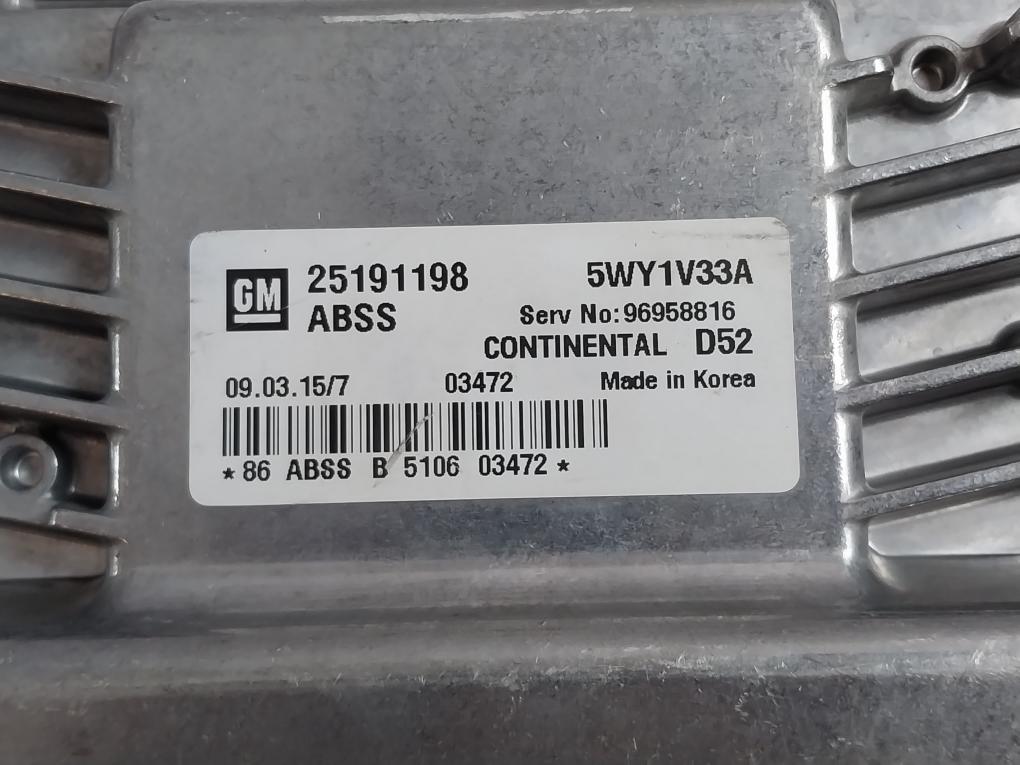 GM 25191198 5WY1V33A
ABSS Serv No:96958816
CONTINENTAL D52
09.03.15/7 03472 Made in Korea
*86 ABSS B 5106 03472*